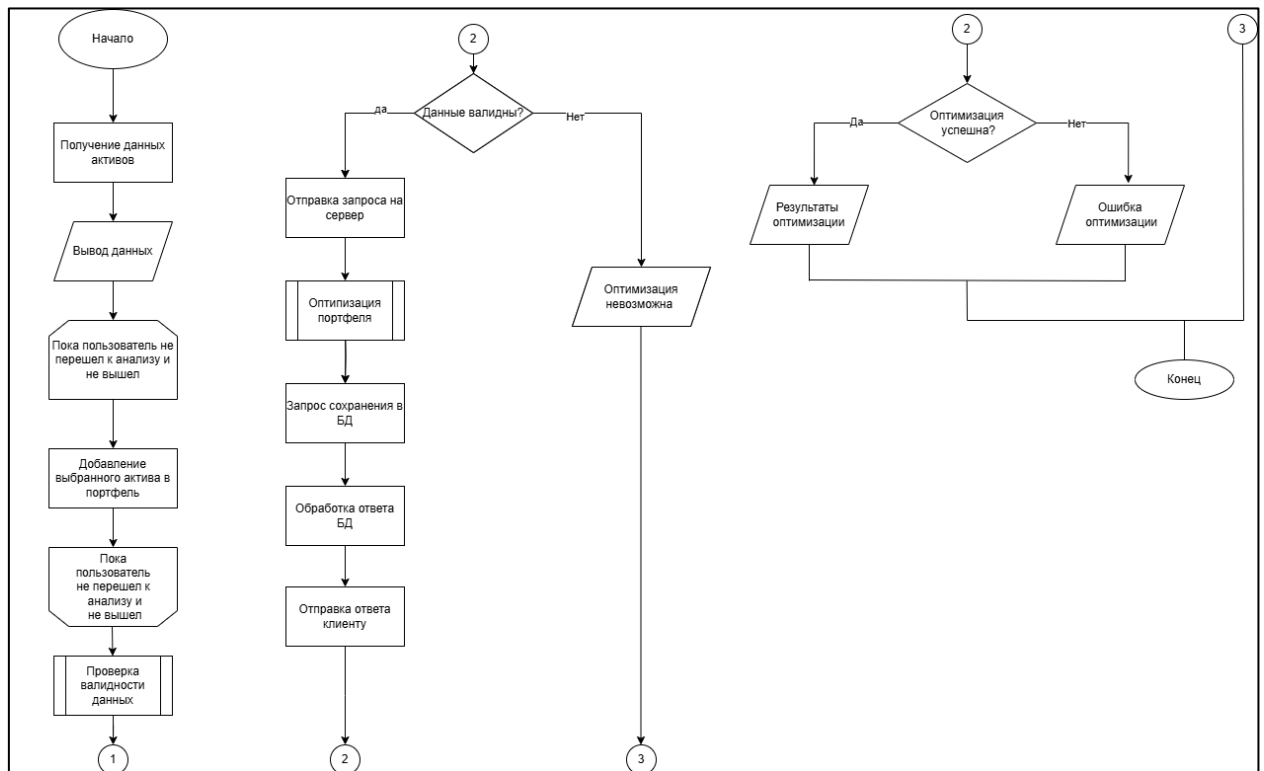 Начало
Получение данных
активов
Вывод данных
Пока пользователь не
перешел к анализу и
не вышел
Добавление
выбранного актива в
портфель
Пока
пользователь
не перешел к
анализу и
не вышел
Проверка
валидности
данных
1
2
Данные валидны?
да
Нет
Отправка запроса на
сервер
Оптипизация
портфеля
Запрос сохранения в
БД
Обработка ответа
БД
Отправка ответа
клиенту
2
Оптимизация
невозможна
3
2
Оптимизация
успешна?
Да
Нет
Результаты
оптимизации
Ошибка
оптимизации
3
Конец